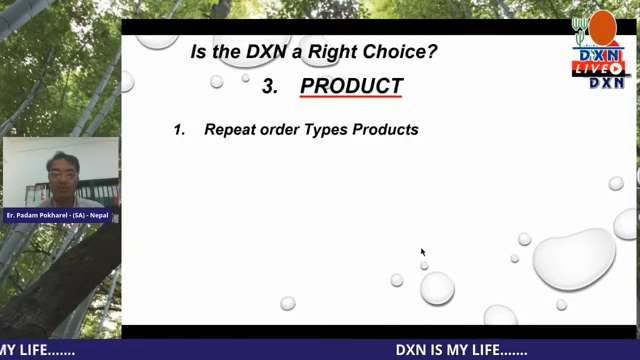 Is the DXN a Right Choice?
3. PRODUCT
1. Repeat order Types Products
DXN
LIVE
DXN
Er. Padam Pokharel - (SA) - Nepal
MY LIFE.......
DXN IS MY LIFE.......